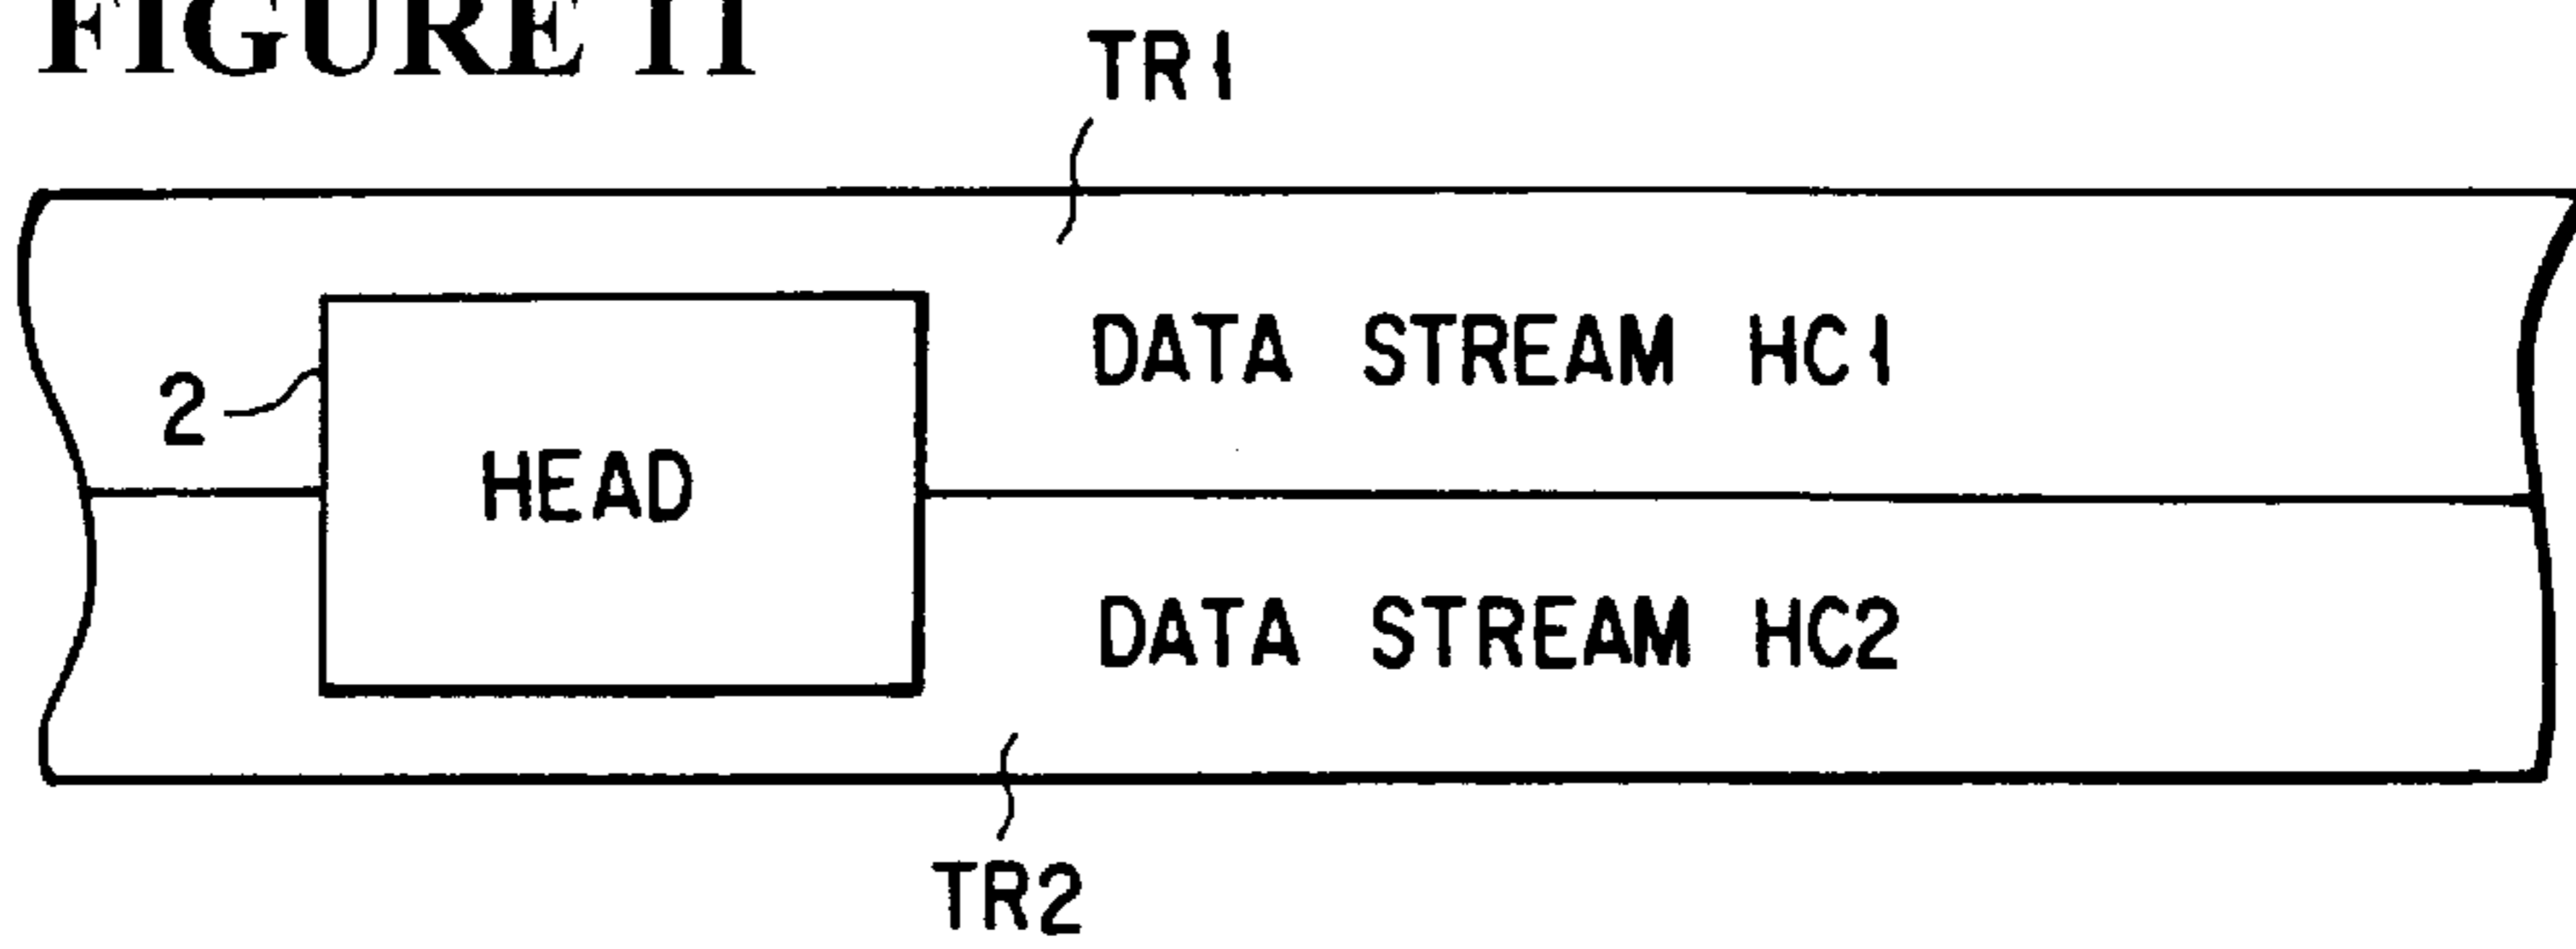 FIGURE 11
TR1
DATA STREAM HC1
2
HEAD
DATA STREAM HC2
TR2